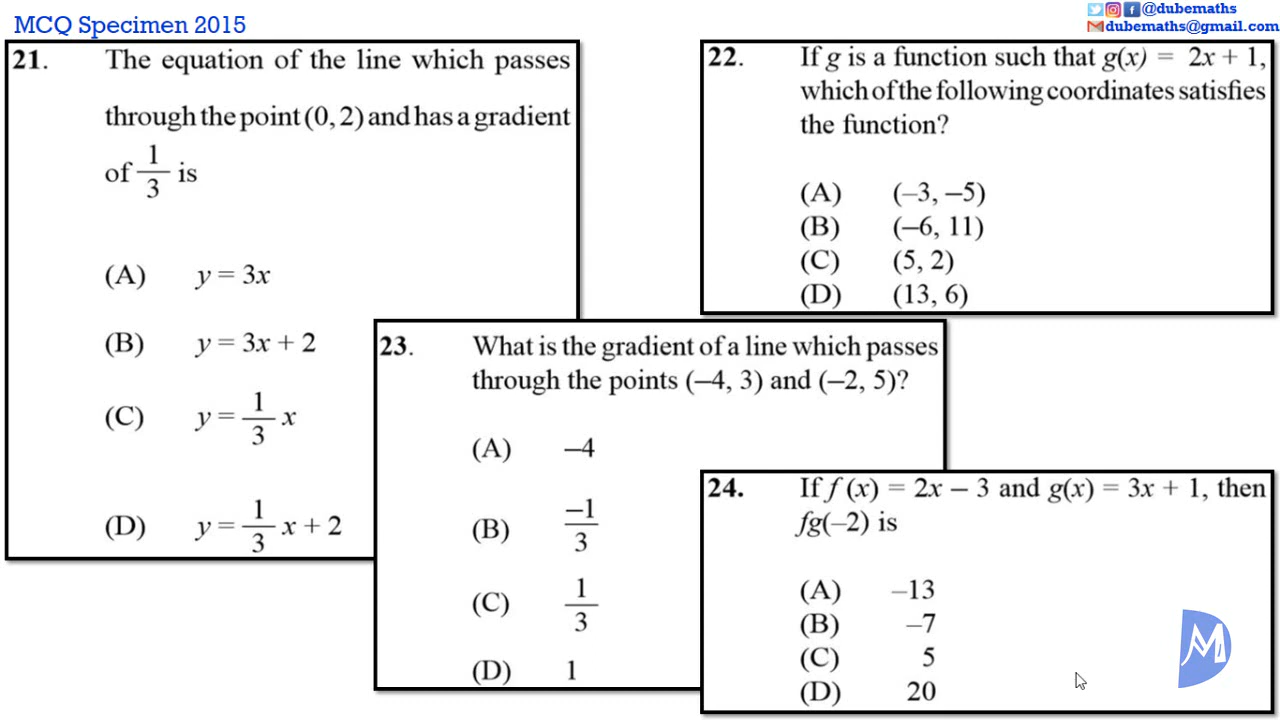 MCQ Specimen 2015
@dubemaths
dubemaths@gmail.com
21. The equation of the line which passes
through the point (0, 2) and has a gradient
of 1/3 is
(A) y = 3x
(B) y = 3x + 2
(C) y = 1/3 x
(D) y = 1/3 x + 2
22. If g is a function such that g(x) = 2x + 1,
which of the following coordinates satisfies
the function?
(A) (–3, –5)
(B) (–6, 11)
(C) (5, 2)
(D) (13, 6)
23. What is the gradient of a line which passes
through the points (–4, 3) and (–2, 5)?
(A) –4
(B) –1/3
(C) 1/3
(D) 1
24. If f (x) = 2x – 3 and g(x) = 3x + 1, then
fg(–2) is
(A) –13
(B) –7
(C) 5
(D) 20
DM